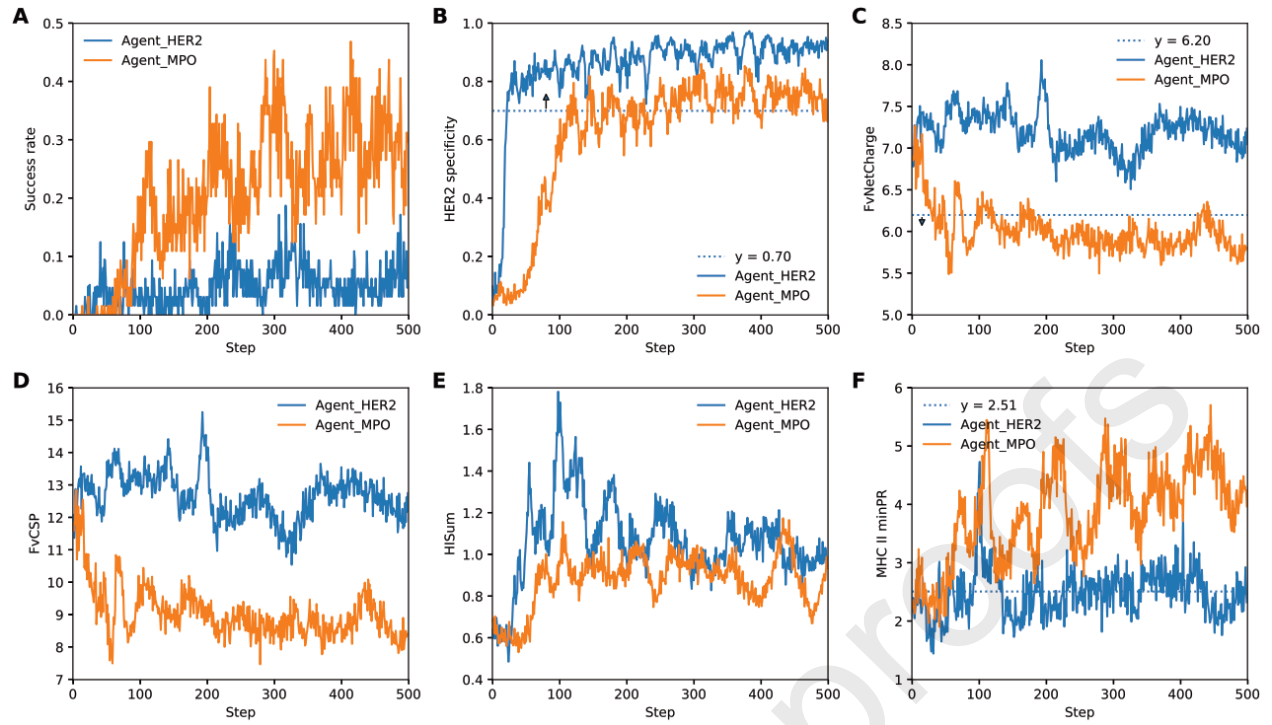 A
Success rate
0.5
0.4
0.3
0.2
0.1
0.0
0 100 200 300 400 500
Step
Agent_HER2
Agent_MPO
B
HER2 specificity
1.0
0.8
0.6
0.4
0.2
0.0
0 100 200 300 400 500
Step
y = 0.70
Agent_HER2
Agent_MPO
C
FvNetCharge
8.5
8.0
7.5
7.0
6.5
6.0
5.5
5.0
0 100 200 300 400 500
Step
y = 6.20
Agent_HER2
Agent_MPO
D
FvCSP
16
15
14
13
12
11
10
9
8
7
0 100 200 300 400 500
Step
Agent_HER2
Agent_MPO
E
HISum
1.8
1.6
1.4
1.2
1.0
0.8
0.6
0.4
0 100 200 300 400 500
Step
Agent_HER2
Agent_MPO
F
MHC II minPR
6
5
4
3
2
1
0 100 200 300 400 500
Step
y = 2.51
Agent_HER2
Agent_MPO
proofs